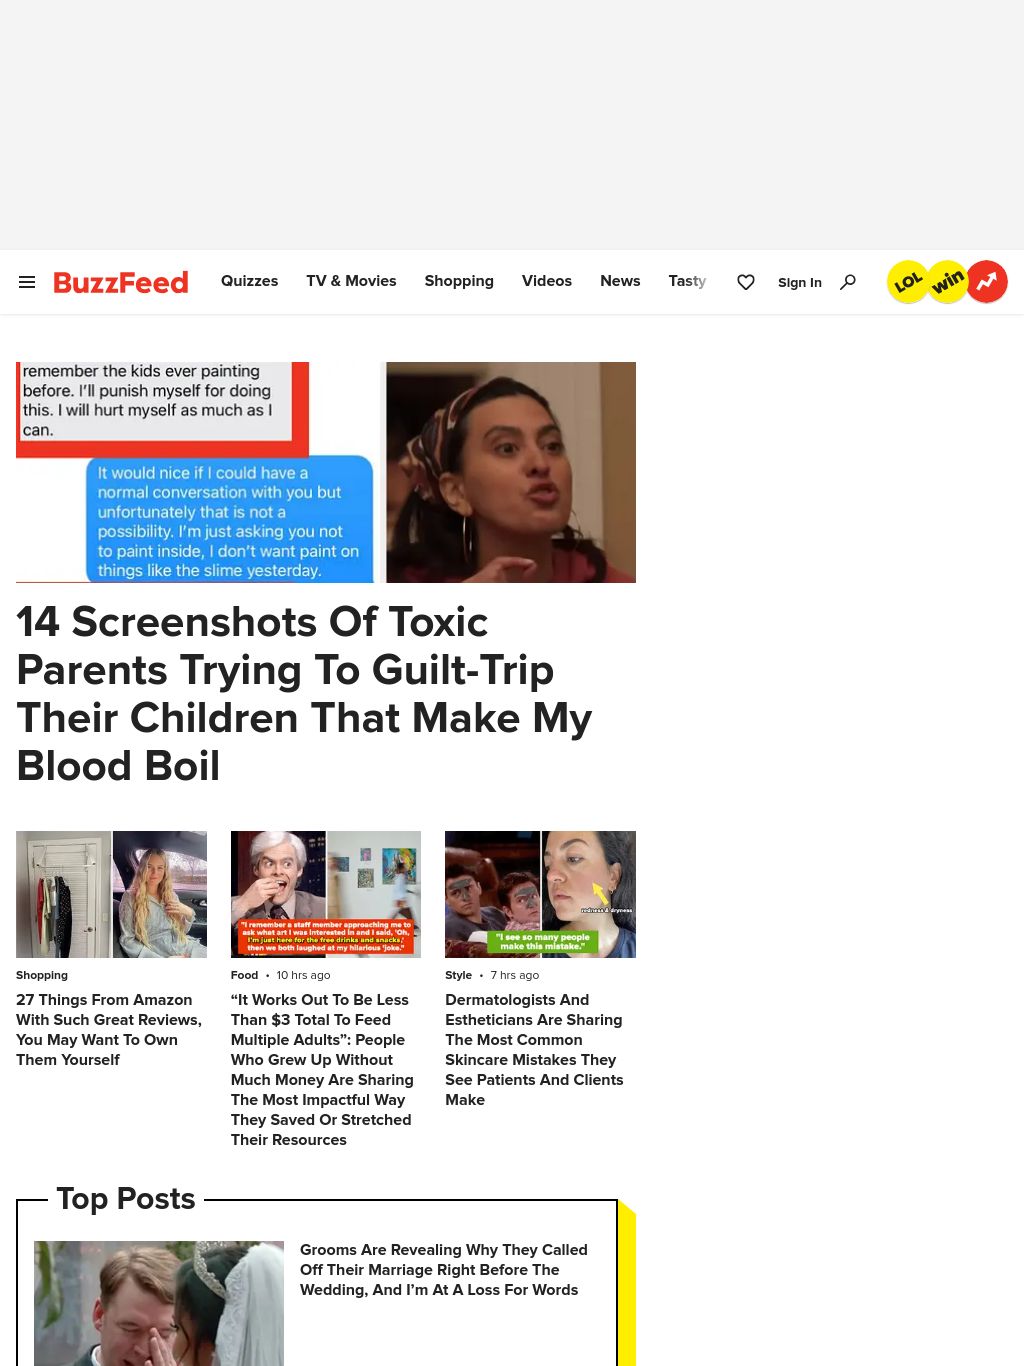 BuzzFeed
Quizzes
TV & Movies
Shopping
Videos
News
Tasty
Sign In
LOL
win
remember the kids ever painting
before. I'll punish myself for doing
this. I will hurt myself as much as I
can.
It would nice if I could have a
normal conversation with you but
unfortunately that is not a
possibility. I'm just asking you not
to paint inside, I don't want paint on
things like the slime yesterday.
14 Screenshots Of Toxic
Parents Trying To Guilt-Trip
Their Children That Make My
Blood Boil
Shopping
27 Things From Amazon
With Such Great Reviews,
You May Want To Own
Them Yourself
"I remember a staff member approaching me to
ask what art I was interested in and I said, 'Oh,
I'm just here for the free drinks and snacks,'
then we both laughed at my hilarious 'joke."
Food • 10 hrs ago
“It Works Out To Be Less
Than $3 Total To Feed
Multiple Adults”: People
Who Grew Up Without
Much Money Are Sharing
The Most Impactful Way
They Saved Or Stretched
Their Resources
redness & dryness
"I see so many people
make this mistake."
Style • 7 hrs ago
Dermatologists And
Estheticians Are Sharing
The Most Common
Skincare Mistakes They
See Patients And Clients
Make
Top Posts
Grooms Are Revealing Why They Called
Off Their Marriage Right Before The
Wedding, And I’m At A Loss For Words